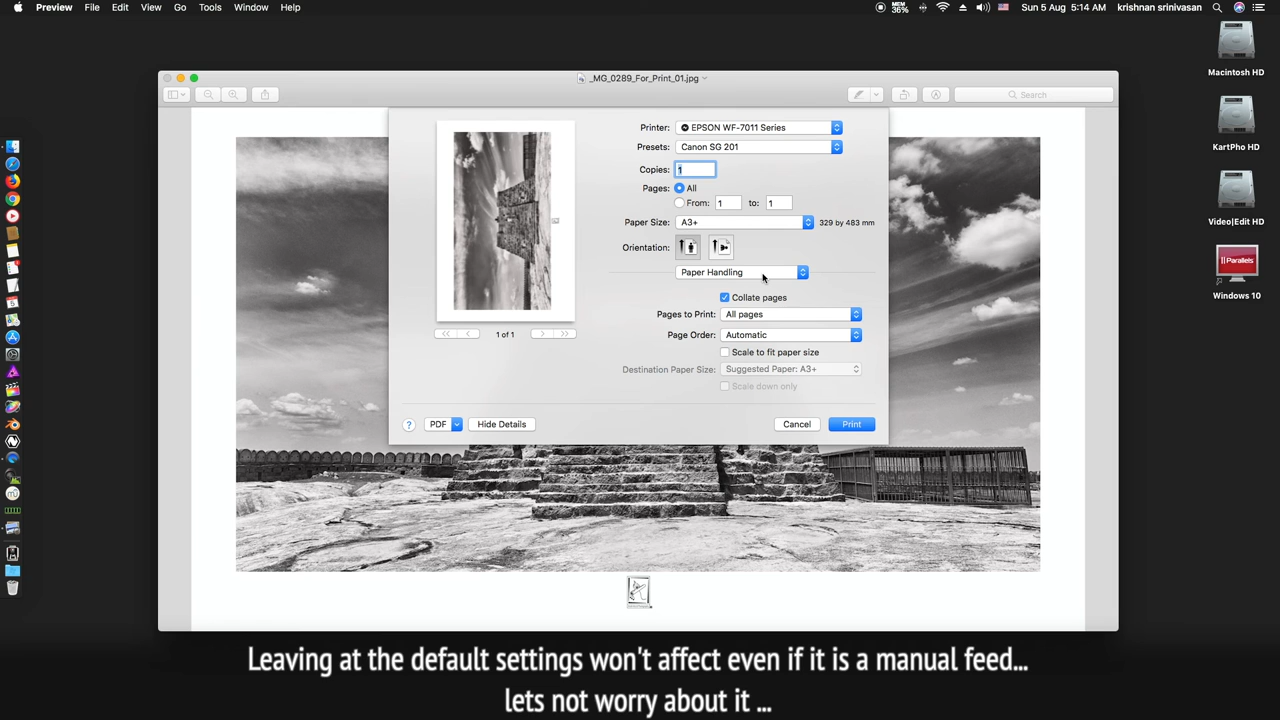 Preview File Edit View Go Tools Window Help MEM 36% Sun 5 Aug 5:14 AM krishnan srinivasan
_MG_0289_For_Print_01.jpg
Search
Macintosh HD
KartPho HD
Video|Edit HD
|| Parallels
Windows 10
Printer: EPSON WF-7011 Series
Presets: Canon SG 201
Copies: 1
Pages: All
From: 1 to: 1
Paper Size: A3+ 329 by 483 mm
Orientation:
Paper Handling
Collate pages
Pages to Print: All pages
Page Order: Automatic
Scale to fit paper size
Destination Paper Size: Suggested Paper: A3+
Scale down only
1 of 1
? PDF Hide Details Cancel Print
Leaving at the default settings won't affect even if it is a manual feed...
lets not worry about it ...